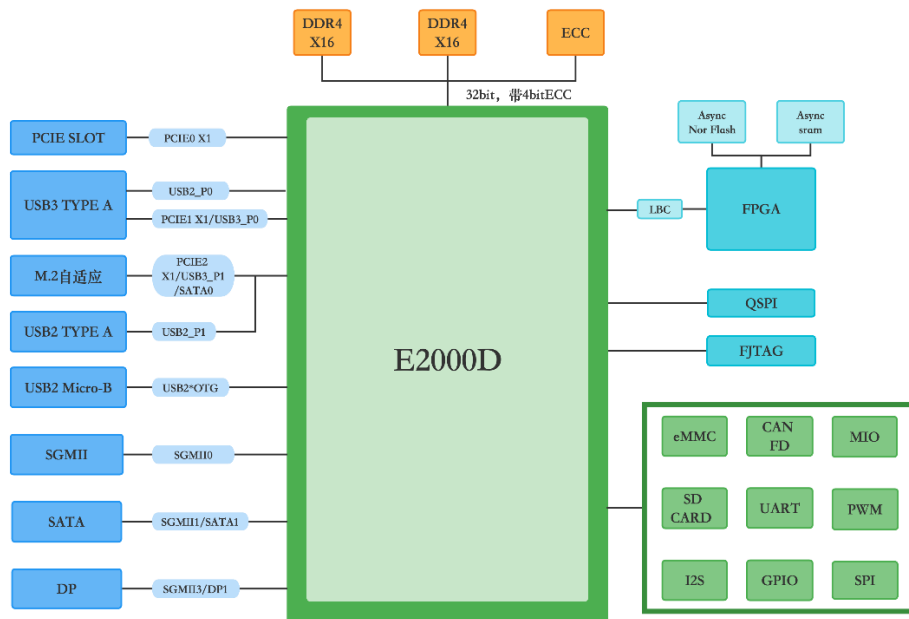 DDR4
X16
DDR4
X16
ECC
32bit，带4bitECC
PCIE SLOT
PCIE0 X1
USB3 TYPE A
USB2_P0
PCIE1 X1/USB3_P0
M.2自适应
PCIE2
X1/USB3_P1
/SATA0
USB2 TYPE A
USB2_P1
USB2 Micro-B
USB2*OTG
SGMII
SGMII0
SATA
SGMII1/SATA1
DP
SGMII3/DP1
E2000D
Async
Nor Flash
Async
sram
LBC
FPGA
QSPI
FJTAG
eMMC
CAN
FD
MIO
SD
CARD
UART
PWM
I2S
GPIO
SPI